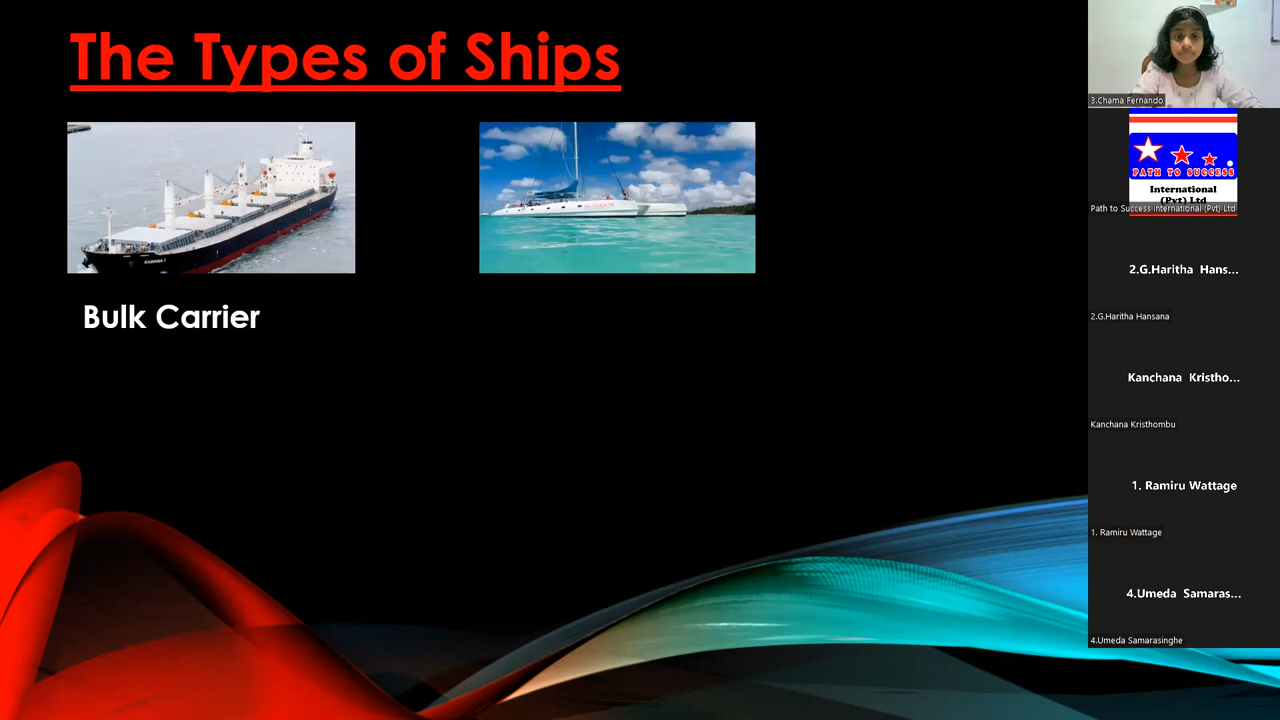 The Types of Ships
Bulk Carrier
3.Chama Fernando
PATH TO SUCCESS
International
(Pvt) Ltd
Path to Success International (Pvt) Ltd
2.G.Haritha Hans...
2.G.Haritha Hansana
Kanchana Kristho...
Kanchana Kristhombu
1. Ramiru Wattage
1. Ramiru Wattage
4.Umeda Samaras...
4.Umeda Samarasinghe